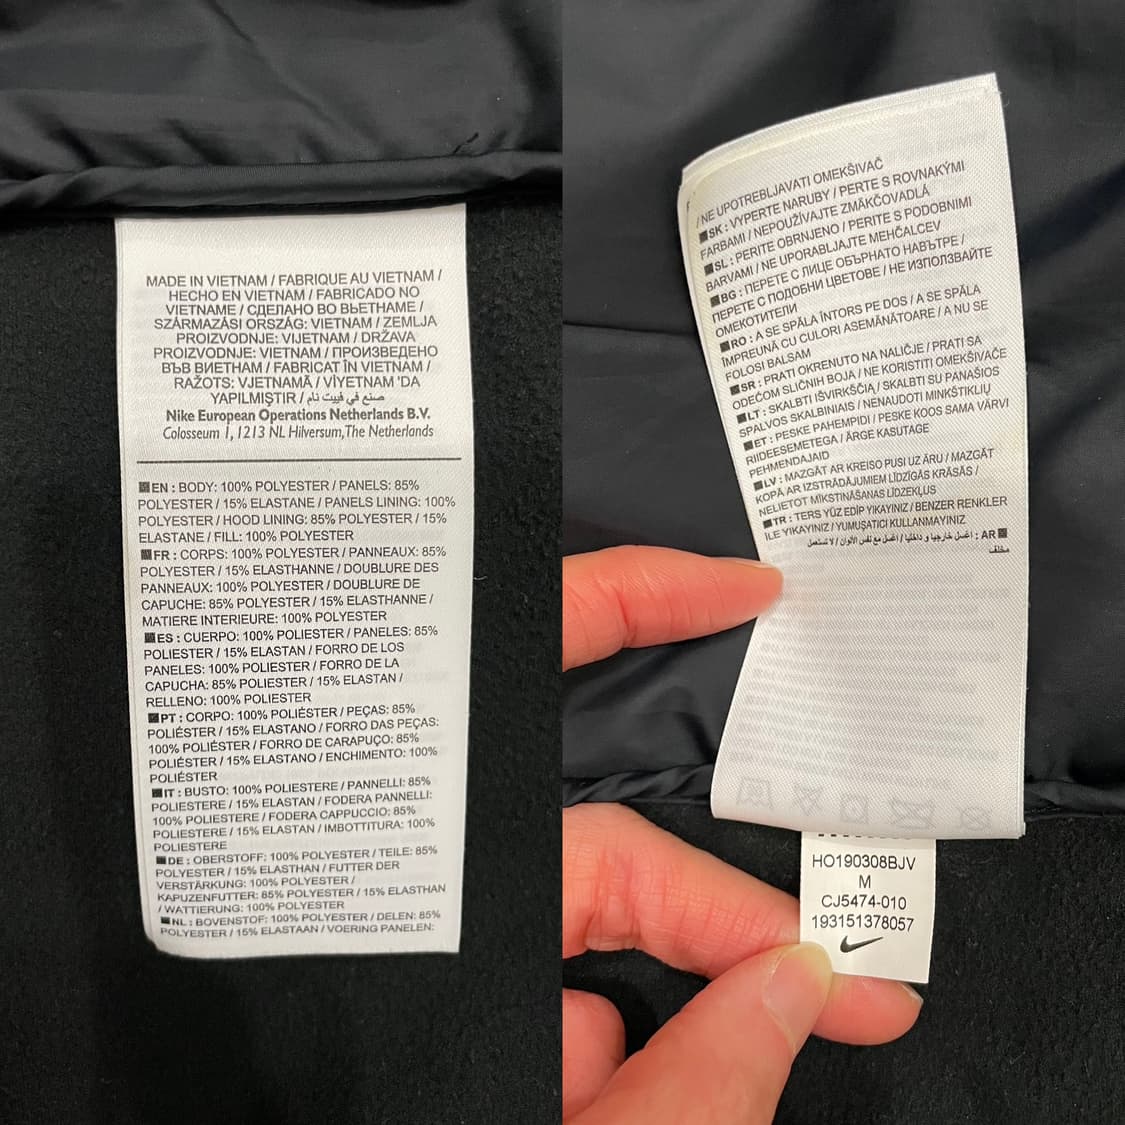 MADE IN VIETNAM / FABRIQUE AU VIETNAM /
HECHO EN VIETNAM / FABRICADO NO
VIETNAME / СДЕЛАНО ВО ВЬЕТНАМЕ /
SZÁRMAZÁSI ORSZÁG: VIETNAM / ZEMLJA
PROIZVODNJE: VIJETNAM / DRŽAVA
PROIZVODNJE: VIETNAM / ПРОИЗВЕДЕНО
ВЪВ ВИЕТНАМ / FABRICAT ÎN VIETNAM /
RAŽOTS: VJETNAMĀ / VİYETNAM 'DA
YAPILMIŞTIR / صنع في فييت نام
Nike European Operations Netherlands B.V.
Colosseum 1, 1213 NL Hilversum,The Netherlands
EN : BODY: 100% POLYESTER / PANELS: 85%
POLYESTER / 15% ELASTANE / PANELS LINING: 100%
POLYESTER / HOOD LINING: 85% POLYESTER / 15%
ELASTANE / FILL: 100% POLYESTER
FR : CORPS: 100% POLYESTER / PANNEAUX: 85%
POLYESTER / 15% ELASTHANNE / DOUBLURE DES
PANNEAUX: 100% POLYESTER / DOUBLURE DE
CAPUCHE: 85% POLYESTER / 15% ELASTHANNE /
MATIERE INTERIEURE: 100% POLYESTER
ES : CUERPO: 100% POLIESTER / PANELES: 85%
POLIESTER / 15% ELASTAN / FORRO DE LOS
PANELES: 100% POLIESTER / FORRO DE LA
CAPUCHA: 85% POLIESTER / 15% ELASTAN /
RELLENO: 100% POLIESTER
PT : CORPO: 100% POLIÉSTER / PEÇAS: 85%
POLIÉSTER / 15% ELASTANO / FORRO DAS PEÇAS:
100% POLIÉSTER / FORRO DE CARAPUÇO: 85%
POLIÉSTER / 15% ELASTANO / ENCHIMENTO: 100%
POLIÉSTER
IT : BUSTO: 100% POLIESTERE / PANNELLI: 85%
POLIESTERE / 15% ELASTAN / FODERA PANNELLI:
100% POLIESTERE / FODERA CAPPUCCIO: 85%
POLIESTERE / 15% ELASTAN / IMBOTTITURA: 100%
POLIESTERE
DE : OBERSTOFF: 100% POLYESTER / TEILE: 85%
POLYESTER / 15% ELASTHAN / FUTTER DER
VERSTÄRKUNG: 100% POLYESTER /
KAPUZENFUTTER: 85% POLYESTER / 15% ELASTHAN
/ WATTIERUNG: 100% POLYESTER
NL : BOVENSTOF: 100% POLYESTER / DELEN: 85%
POLYESTER / 15% ELASTAAN / VOERING PANELEN:
/ NE UPOTREBLJAVATI OMEKŠIVAČ
SK : VYPERTE NARUBY / PERTE S ROVNAKÝMI
FARBAMI / NEPOUŽÍVAJTE ZMÄKČOVADLÁ
SL : PERITE OBRNJENO / PERITE S PODOBNIMI
BARVAMI / NE UPORABLJAJTE MEHČALCEV
BG : ПЕРЕТЕ С ЛИЦЕ ОБЪРНАТО НАВЪТРЕ /
ПЕРЕТЕ С ПОДОБНИ ЦВЕТОВЕ / НЕ ИЗПОЛЗВАЙТЕ
ОМЕКОТИТЕЛИ
RO : A SE SPĂLA ÎNTORS PE DOS / A SE SPĂLA
ÎMPREUNĂ CU CULORI ASEMĂNĂTOARE / A NU SE
FOLOSI BALSAM
SR : PRATI OKRENUTO NA NALIČJE / PRATI SA
ODEĆOM SLIČNIH BOJA / NE KORISTITI OMEKŠIVAČE
LT : SKALBTI IŠVIRKŠČIĄ / SKALBTI SU PANAŠIOS
SPALVOS SKALBINIAIS / NENAUDOTI MINKŠTIKLIŲ
ET : PESKE PAHEMPIDI / PESKE KOOS SAMA VÄRVI
RIIDEESEMETEGA / ÄRGE KASUTAGE
PEHMENDAJAID
LV : MAZGĀT AR KREISO PUSI UZ ĀRU / MAZGĀT
KOPĀ AR IZSTRĀDĀJUMIEM LĪDZĪGĀS KRĀSĀS /
NELIETOT MĪKSTINĀŠANAS LĪDZEKĻUS
TR : TERS YÜZ EDİP YIKAYINIZ / BENZER RENKLER
İLE YIKAYINIZ / YUMUŞATICI KULLANMAYINIZ
AR : اغسل خارجيا و داخليا / اغسل مع نفس الألوان / لا تستعمل
مخلف
HO190308BJV
M
CJ5474-010
193151378057